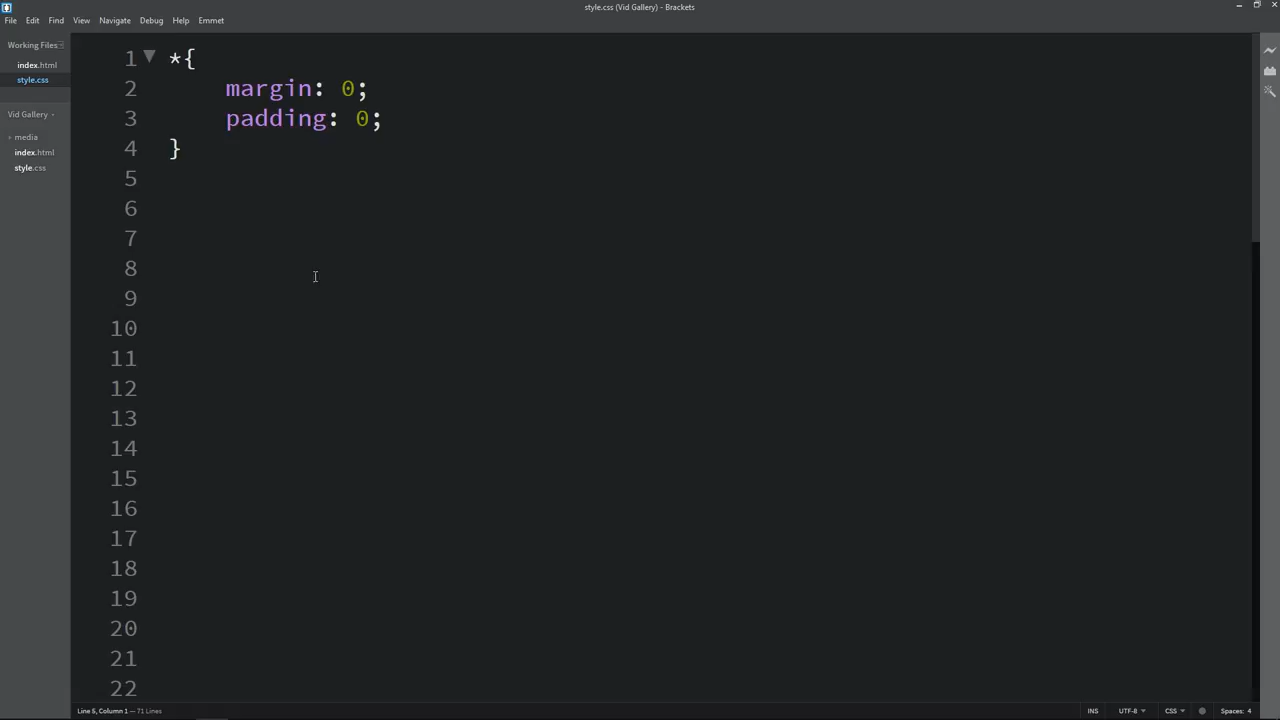 style.css (Vid Gallery) - Brackets
File Edit Find View Navigate Debug Help Emmet
Working Files
index.html
style.css
Vid Gallery
media
index.html
style.css
1 *{
2 margin: 0;
3 padding: 0;
4 }
5
6
7
8
9
10
11
12
13
14
15
16
17
18
19
20
21
22
Line 5, Column 1 — 71 Lines
INS UTF-8 CSS Spaces: 4